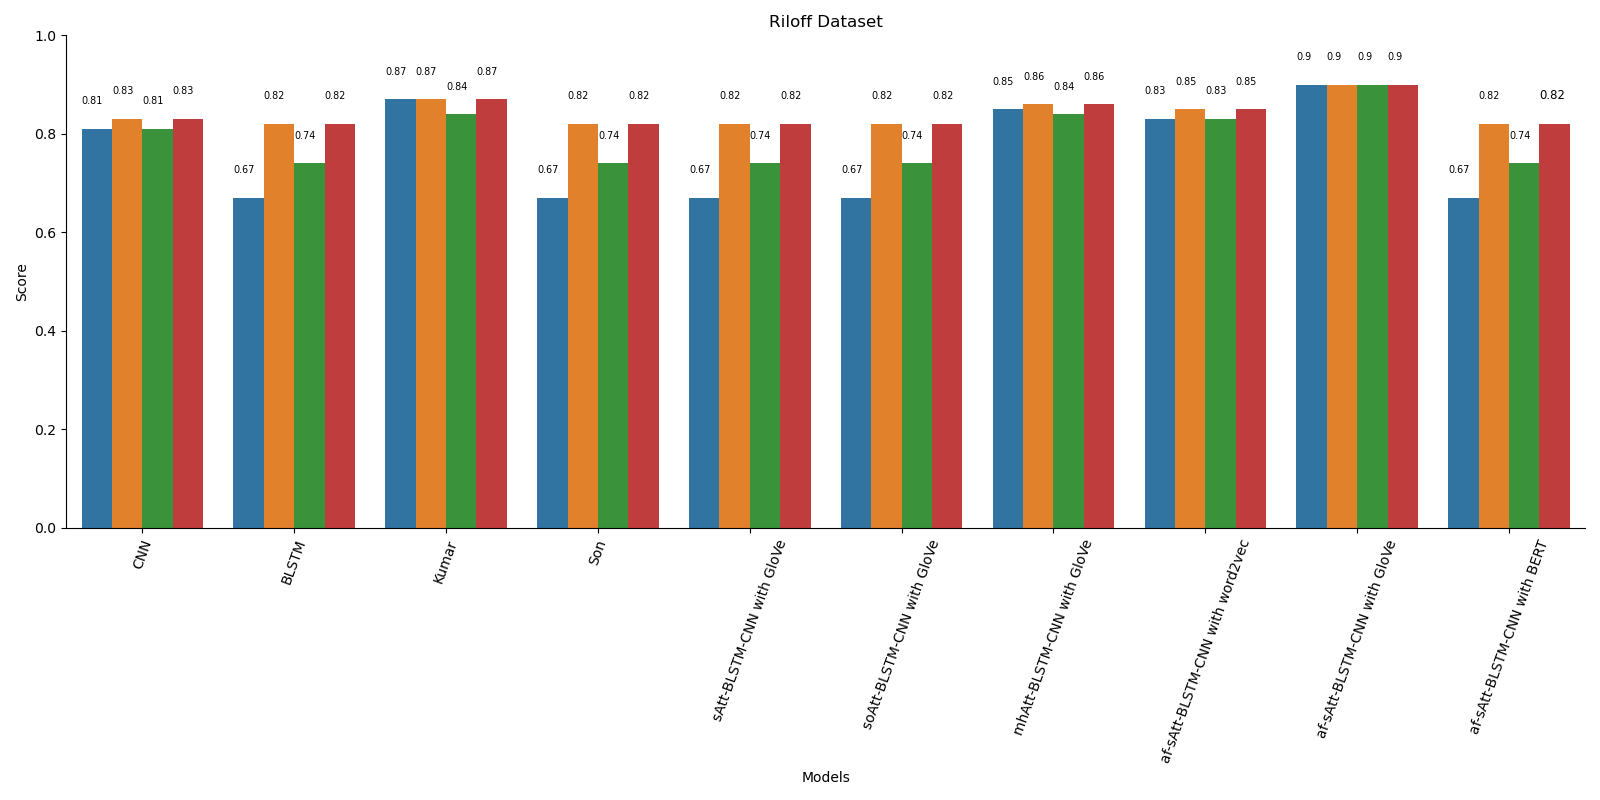 Riloff Dataset
Score
1.0
0.8
0.6
0.4
0.2
0.0
0.81 0.83 0.81 0.83
0.67 0.82 0.74 0.82
0.87 0.87 0.84 0.87
0.67 0.82 0.74 0.82
0.67 0.82 0.74 0.82
0.67 0.82 0.74 0.82
0.85 0.86 0.84 0.86
0.83 0.85 0.83 0.85
0.9 0.9 0.9 0.9
0.67 0.82 0.74 0.82
CNN
BLSTM
Kumar
Son
sAtt-BLSTM-CNN with GloVe
soAtt-BLSTM-CNN with GloVe
mhAtt-BLSTM-CNN with GloVe
af-sAtt-BLSTM-CNN with word2vec
af-sAtt-BLSTM-CNN with GloVe
af-sAtt-BLSTM-CNN with BERT
Models